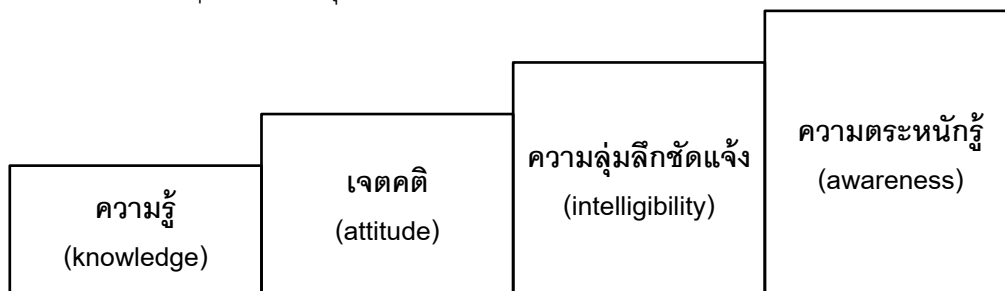 ความรู้
(knowledge)
เจตคติ
(attitude)
ความลุ่มลึกชัดแจ้ง
(intelligibility)
ความตระหนักรู้
(awareness)